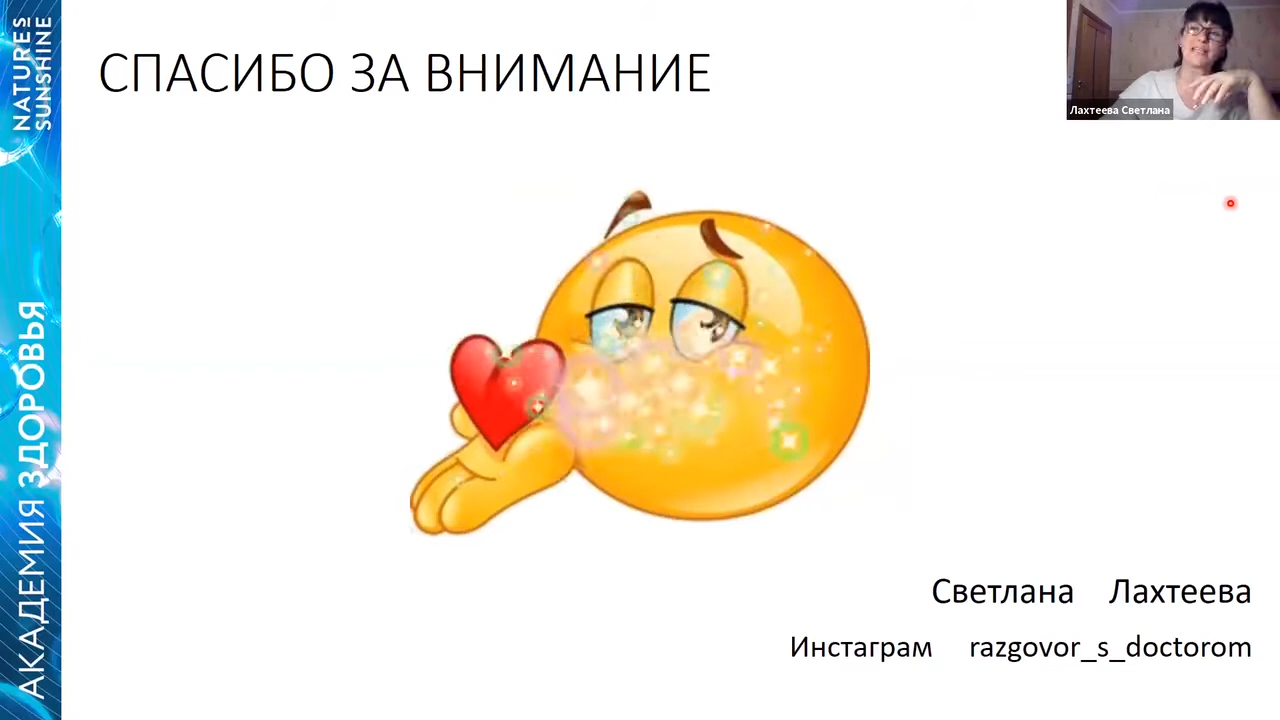 NATURE'S
SUNSHINE
АКАДЕМИЯ ЗДОРОВЬЯ
СПАСИБО ЗА ВНИМАНИЕ
Лахтеева Светлана
Светлана Лахтеева
Инстаграм razgovor_s_doctorom